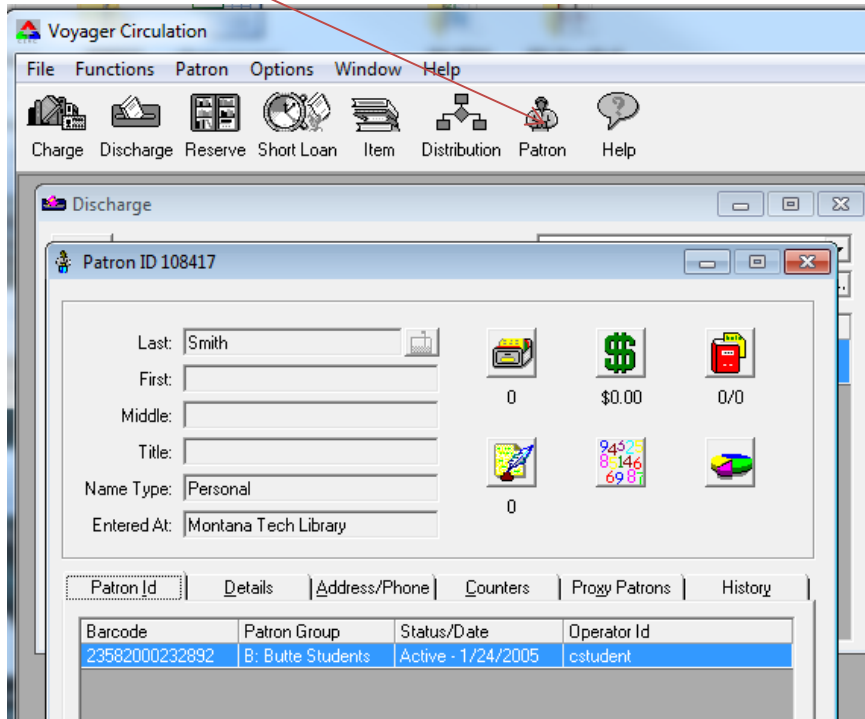 Voyager Circulation
File Functions Patron Options Window Help
Charge Discharge Reserve Short Loan Item Distribution Patron Help
Discharge
Patron ID 108417
Last: Smith
First:
0 $0.00 0/0
Middle:
Title:
Name Type: Personal
0
Entered At: Montana Tech Library
Patron Id Details Address/Phone Counters Proxy Patrons History
Barcode Patron Group Status/Date Operator Id
23582000232892 B: Butte Students Active - 1/24/2005 cstudent